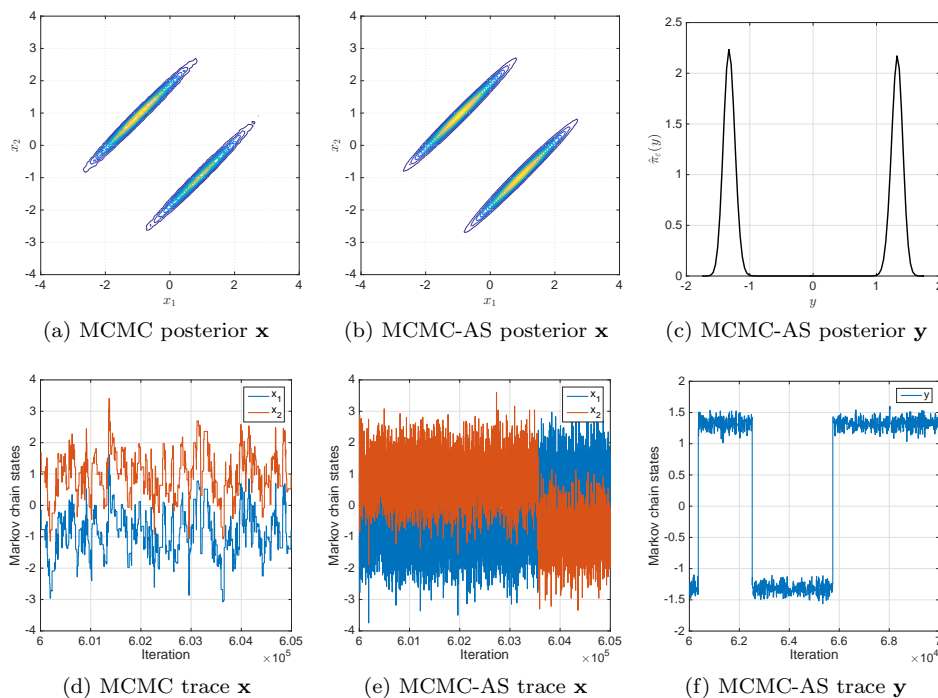 4
3
2
1
0
-1
-2
-3
-4
x₂
-4 -2 0 2 4
x₁
(a) MCMC posterior x
4
3
2
1
0
-1
-2
-3
-4
x₂
-4 -2 0 2 4
x₁
(b) MCMC-AS posterior x
2.5
2
1.5
1
0.5
0
π̂_ε(y)
-2 -1 0 1 2
y
(c) MCMC-AS posterior y
4
3
2
1
0
-1
-2
-3
-4
Markov chain states
x₁
x₂
6 6.01 6.02 6.03 6.04 6.05
Iteration
×10⁵
(d) MCMC trace x
4
3
2
1
0
-1
-2
-3
-4
Markov chain states
x₁
x₂
6 6.01 6.02 6.03 6.04 6.05
Iteration
×10⁵
(e) MCMC-AS trace x
2
1.5
1
0.5
0
-0.5
-1
-1.5
-2
Markov chain states
y
6 6.2 6.4 6.6 6.8 7
Iteration
×10⁴
(f) MCMC-AS trace y